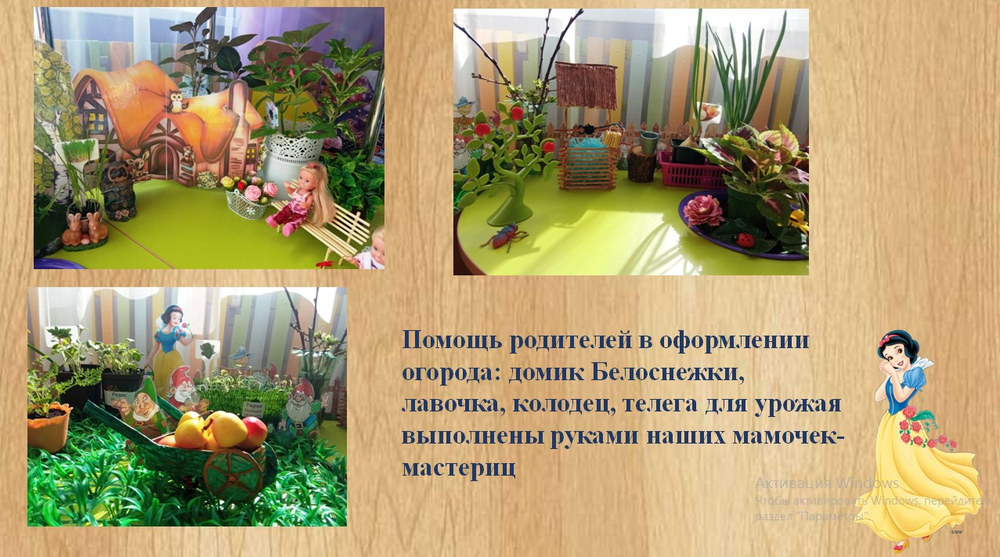 Редис
Укроп
Помощь родителей в оформлении
огорода: домик Белоснежки,
лавочка, колодец, телега для урожая
выполнены руками наших мамочек-
мастериц
Активация Windows
Чтобы активировать Windows, перейдите в
раздел "Параметры".